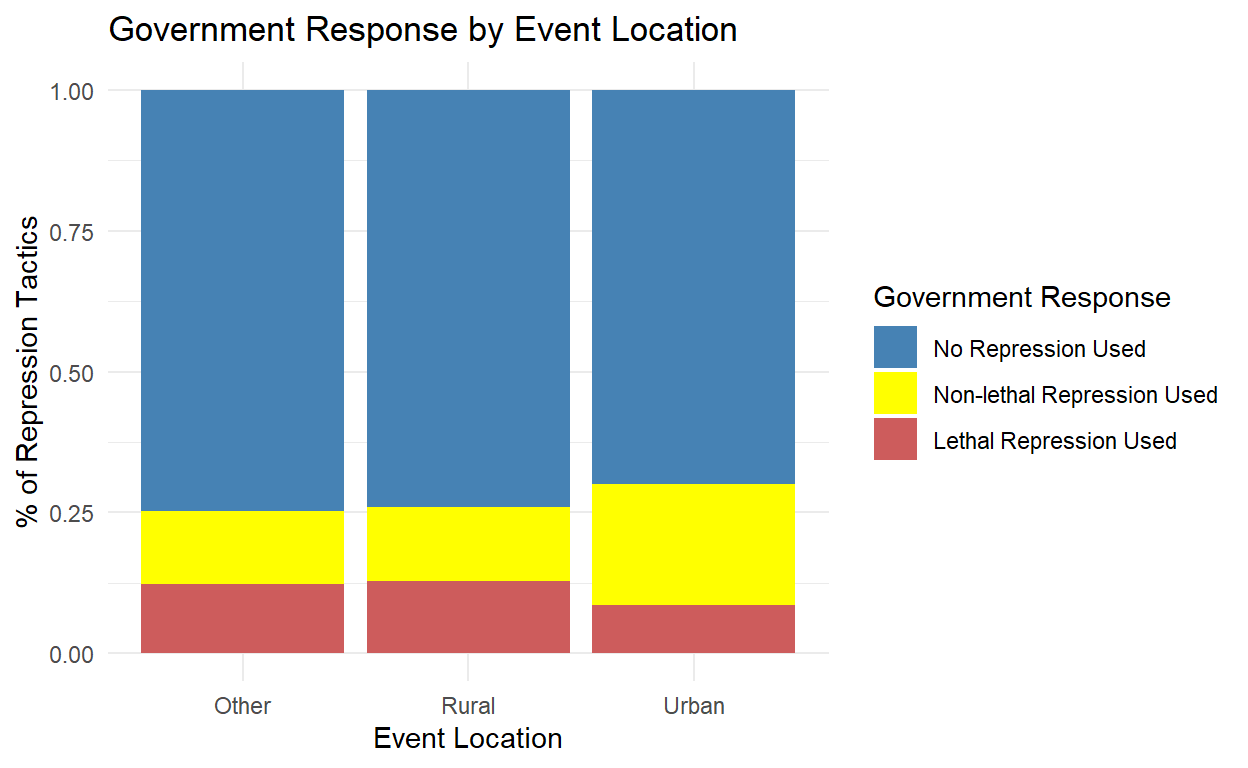 Government Response by Event Location
% of Repression Tactics
1.00
0.75
0.50
0.25
0.00
Other
Rural
Urban
Event Location
Government Response
No Repression Used
Non-lethal Repression Used
Lethal Repression Used